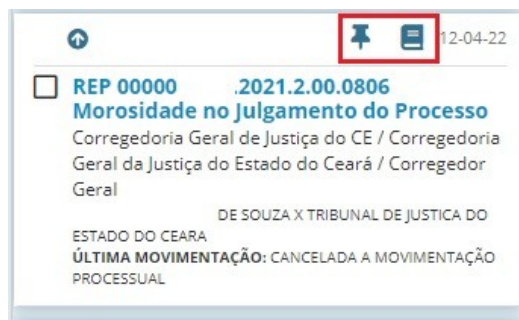 12-04-22
REP 00000 .2021.2.00.0806
Morosidade no Julgamento do Processo
Corregedoria Geral de Justiça do CE / Corregedoria
Geral da Justiça do Estado do Ceará / Corregedor
Geral
DE SOUZA X TRIBUNAL DE JUSTICA DO
ESTADO DO CEARA
ÚLTIMA MOVIMENTAÇÃO: CANCELADA A MOVIMENTAÇÃO
PROCESSUAL